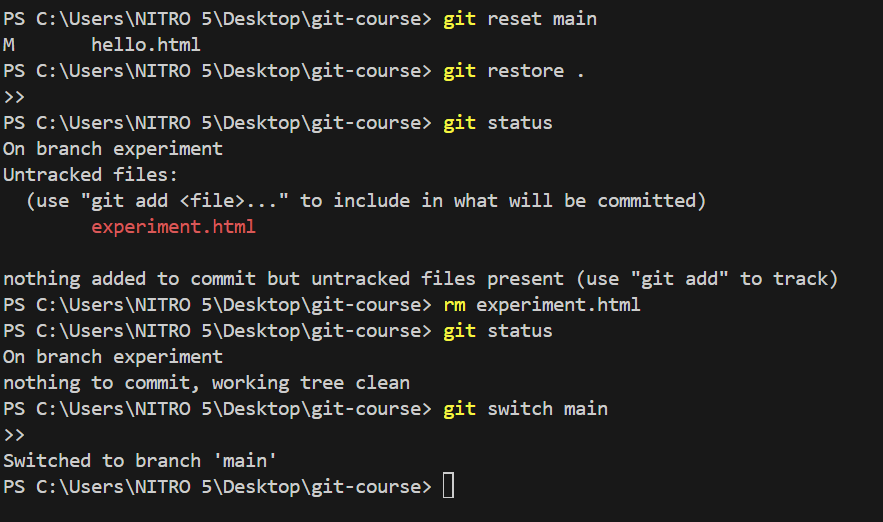 PS C:\Users\NITRO 5\Desktop\git-course> git reset main
M       hello.html
PS C:\Users\NITRO 5\Desktop\git-course> git restore .
>>
PS C:\Users\NITRO 5\Desktop\git-course> git status
On branch experiment
Untracked files:
  (use "git add <file>..." to include in what will be committed)
        experiment.html

nothing added to commit but untracked files present (use "git add" to track)
PS C:\Users\NITRO 5\Desktop\git-course> rm experiment.html
PS C:\Users\NITRO 5\Desktop\git-course> git status
On branch experiment
nothing to commit, working tree clean
PS C:\Users\NITRO 5\Desktop\git-course> git switch main
>>
Switched to branch 'main'
PS C:\Users\NITRO 5\Desktop\git-course>